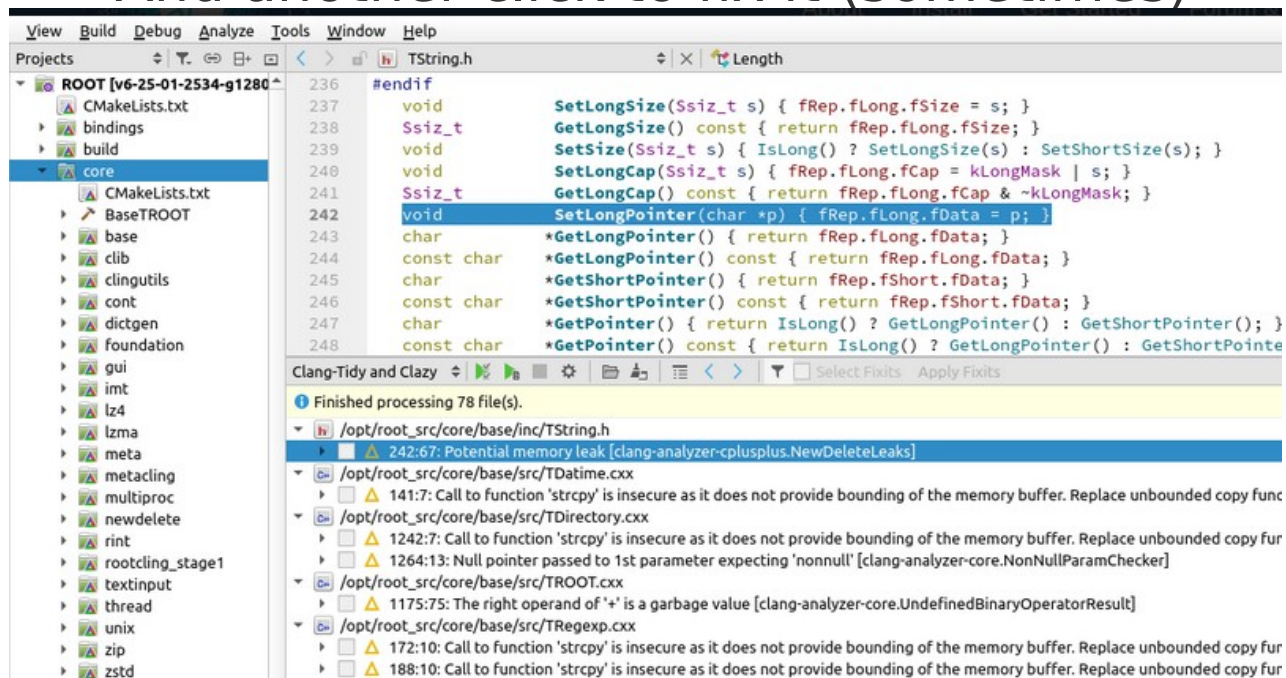 And another click to fix it (sometimes)
View Build Debug Analyze Tools Window Help
Projects
TString.h
Length
ROOT [v6-25-01-2534-g1280
CMakeLists.txt
bindings
build
core
CMakeLists.txt
BaseTROOT
base
clib
clingutils
cont
dictgen
foundation
gui
imt
lz4
lzma
meta
metacling
multiproc
newdelete
rint
rootcling_stage1
textinput
thread
unix
zip
zstd
236 #endif
237 void SetLongSize(Ssiz_t s) { fRep.fLong.fSize = s; }
238 Ssiz_t GetLongSize() const { return fRep.fLong.fSize; }
239 void SetSize(Ssiz_t s) { IsLong() ? SetLongSize(s) : SetShortSize(s); }
240 void SetLongCap(Ssiz_t s) { fRep.fLong.fCap = kLongMask | s; }
241 Ssiz_t GetLongCap() const { return fRep.fLong.fCap & ~kLongMask; }
242 void SetLongPointer(char *p) { fRep.fLong.fData = p; }
243 char *GetLongPointer() { return fRep.fLong.fData; }
244 const char *GetLongPointer() const { return fRep.fLong.fData; }
245 char *GetShortPointer() { return fRep.fShort.fData; }
246 const char *GetShortPointer() const { return fRep.fShort.fData; }
247 char *GetPointer() { return IsLong() ? GetLongPointer() : GetShortPointer(); }
248 const char *GetPointer() const { return IsLong() ? GetLongPointer() : GetShortPointe
Clang-Tidy and Clazy Select Fixits Apply Fixits
Finished processing 78 file(s).
/opt/root_src/core/base/inc/TString.h
242:67: Potential memory leak [clang-analyzer-cplusplus.NewDeleteLeaks]
/opt/root_src/core/base/src/TDatime.cxx
141:7: Call to function 'strcpy' is insecure as it does not provide bounding of the memory buffer. Replace unbounded copy func
/opt/root_src/core/base/src/TDirectory.cxx
1242:7: Call to function 'strcpy' is insecure as it does not provide bounding of the memory buffer. Replace unbounded copy fur
1264:13: Null pointer passed to 1st parameter expecting 'nonnull' [clang-analyzer-core.NonNullParamChecker]
/opt/root_src/core/base/src/TROOT.cxx
1175:75: The right operand of '+' is a garbage value [clang-analyzer-core.UndefinedBinaryOperatorResult]
/opt/root_src/core/base/src/TRegexp.cxx
172:10: Call to function 'strcpy' is insecure as it does not provide bounding of the memory buffer. Replace unbounded copy fur
188:10: Call to function 'strcpy' is insecure as it does not provide bounding of the memory buffer. Replace unbounded copy fur